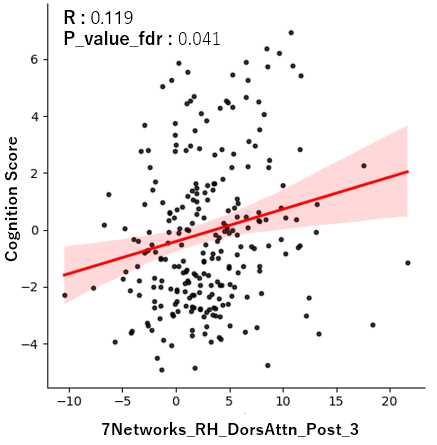 R : 0.119
P_value_fdr : 0.041
Cognition Score
6
4
2
0
−2
−4
−10 −5 0 5 10 15 20
7Networks_RH_DorsAttn_Post_3